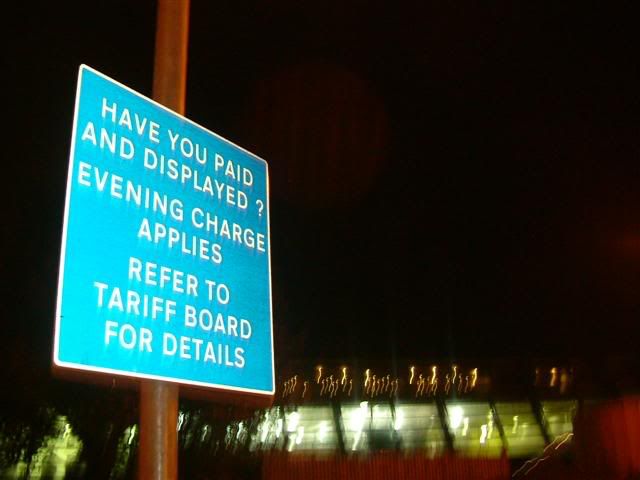 HAVE YOU PAID
AND DISPLAYED ?
EVENING CHARGE
APPLIES
REFER TO
TARIFF BOARD
FOR DETAILS